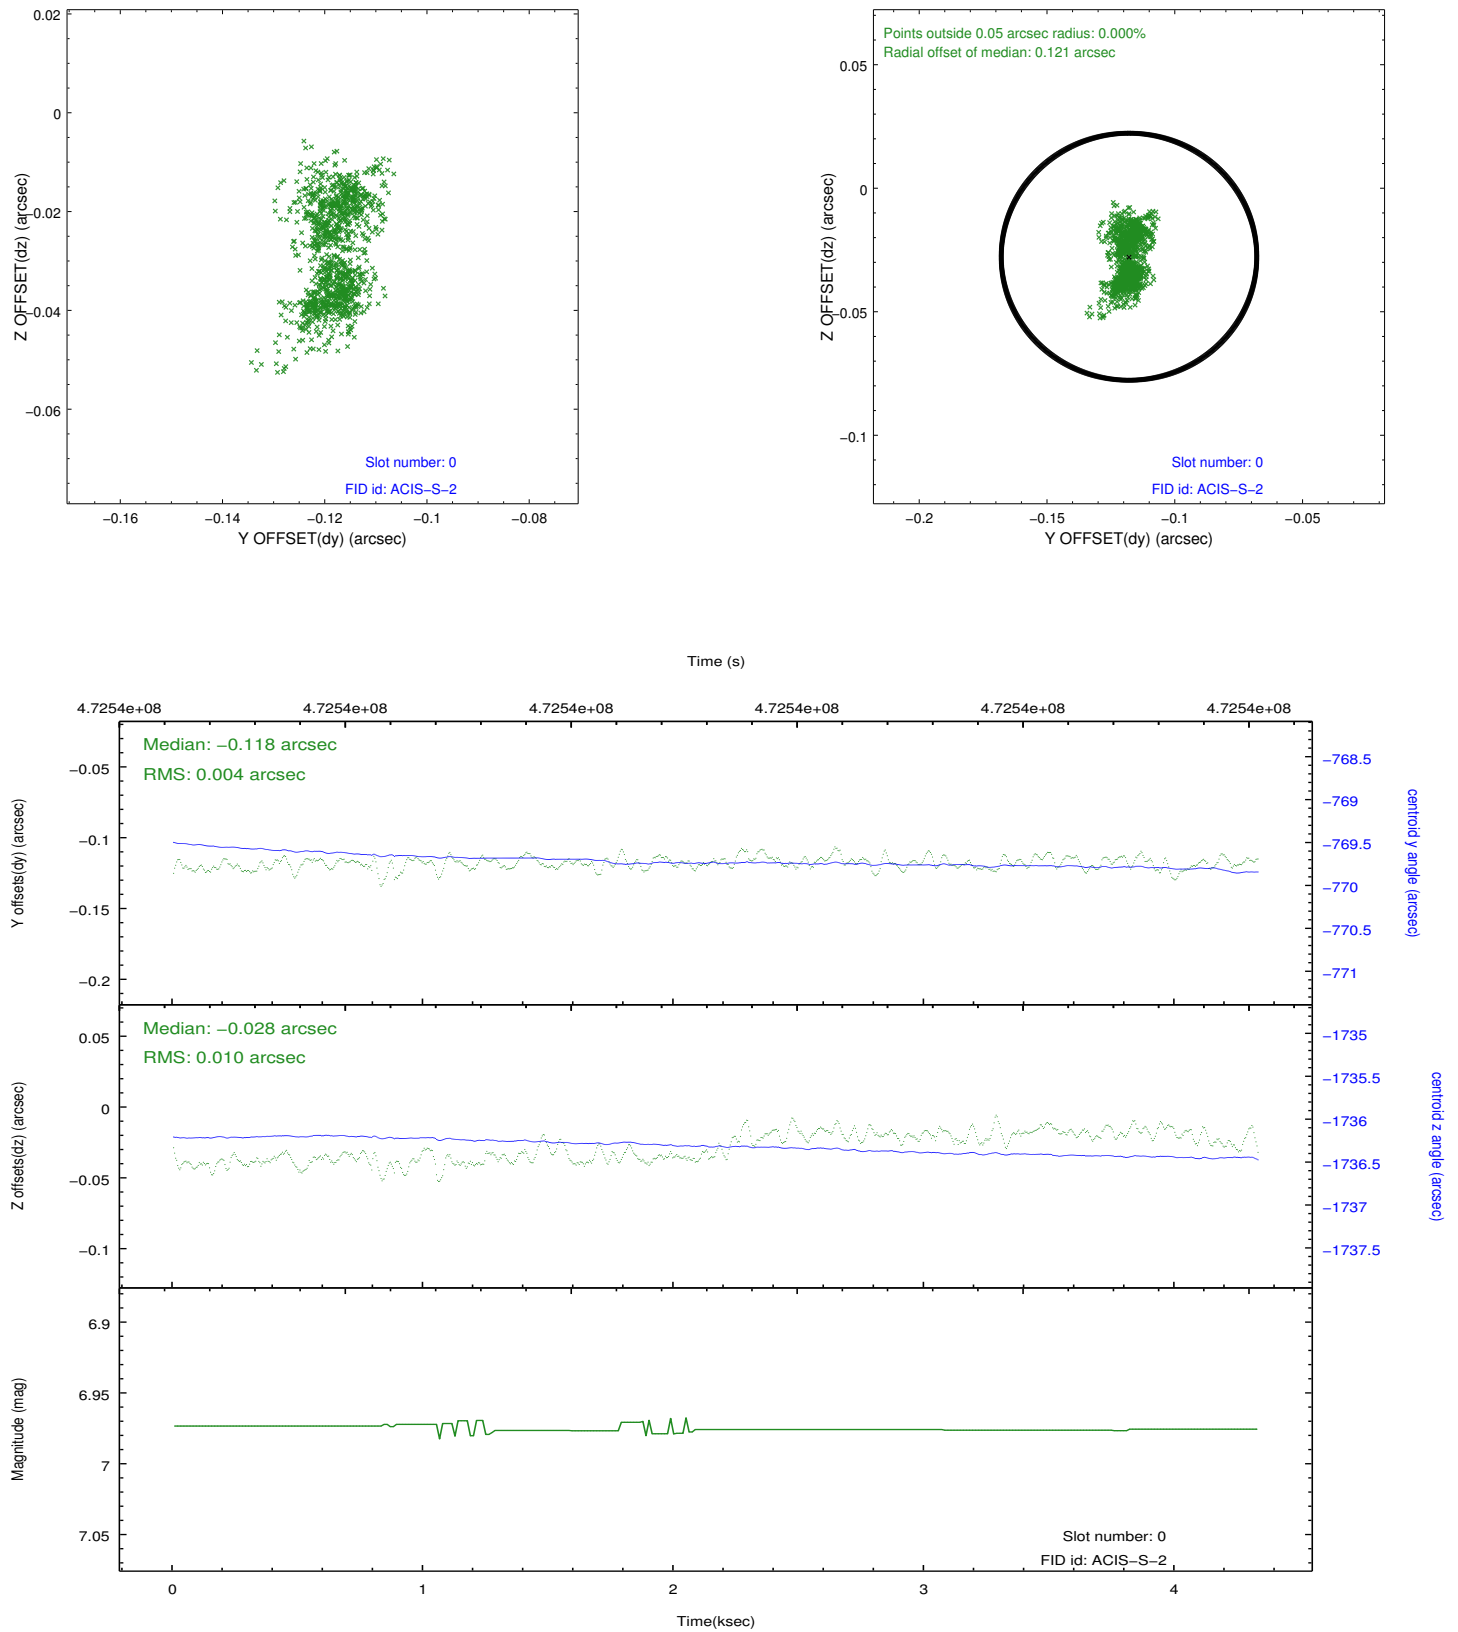 0.02
0
−0.02
−0.04
−0.06
Z OFFSET(dz) (arcsec)
Slot number: 0
FID id: ACIS−S−2
−0.16 −0.14 −0.12 −0.1 −0.08
Y OFFSET(dy) (arcsec)
Points outside 0.05 arcsec radius: 0.000%
Radial offset of median: 0.121 arcsec
0.05
0
−0.05
−0.1
Z OFFSET(dz) (arcsec)
Slot number: 0
FID id: ACIS−S−2
−0.2 −0.15 −0.1 −0.05
Y OFFSET(dy) (arcsec)
Time (s)
4.7254e+08 4.7254e+08 4.7254e+08 4.7254e+08 4.7254e+08 4.7254e+08
Median: −0.118 arcsec
RMS: 0.004 arcsec
−0.05
−0.1
−0.15
−0.2
Y offsets(dy) (arcsec)
−768.5
−769
−769.5
−770
−770.5
−771
centroid y angle (arcsec)
Median: −0.028 arcsec
RMS: 0.010 arcsec
0.05
0
−0.05
−0.1
Z offsets(dz) (arcsec)
−1735
−1735.5
−1736
−1736.5
−1737
−1737.5
centroid z angle (arcsec)
6.9
6.95
7
7.05
Magnitude (mag)
Slot number: 0
FID id: ACIS−S−2
0 1 2 3 4
Time(ksec)